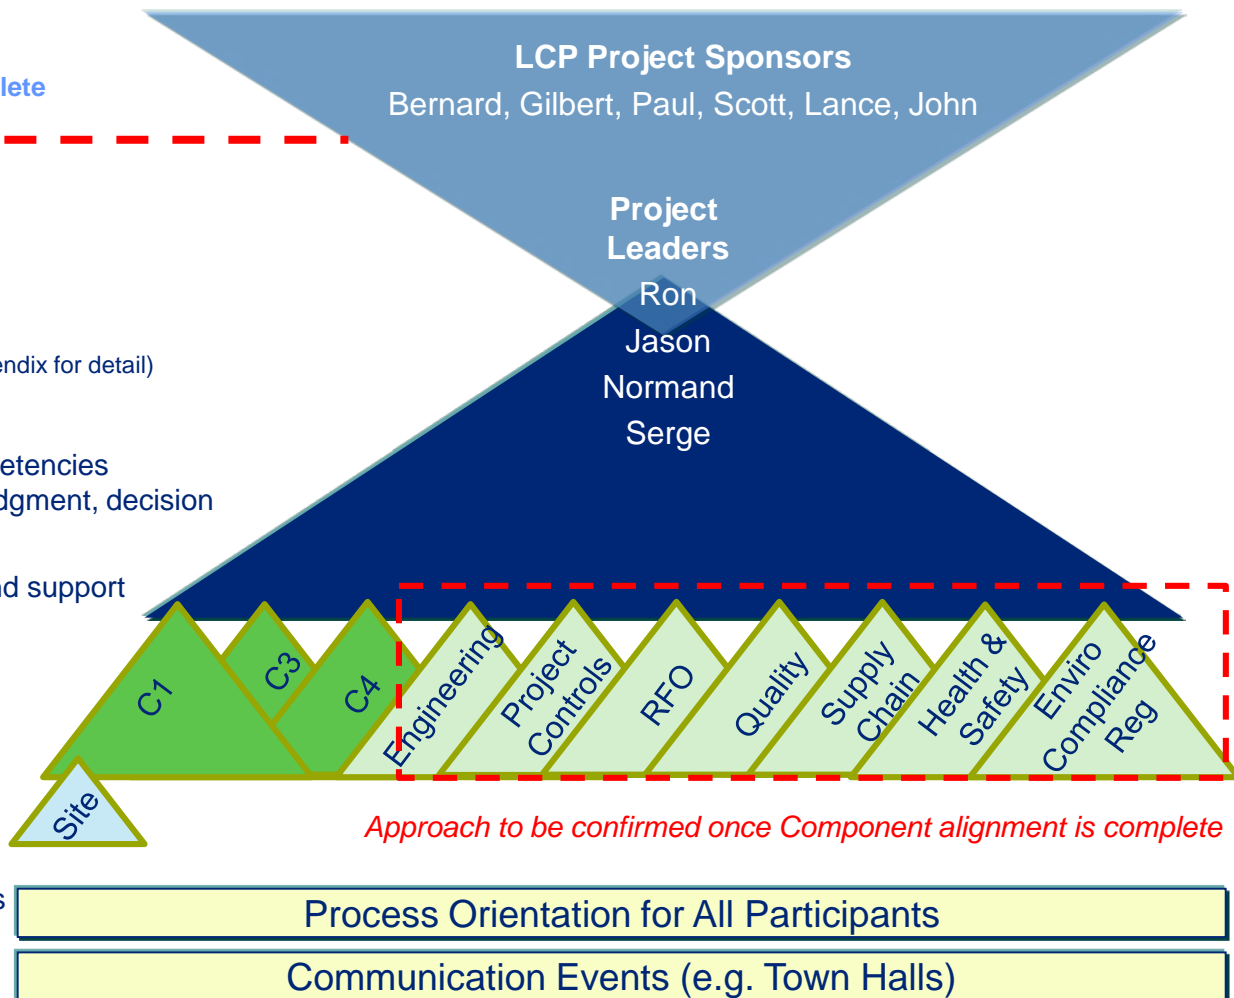 LCP Project Sponsors
lete
Bernard, Gilbert, Paul, Scott, Lance, John
Project
Leaders
Ron
Jason
endix for detail)
Normand
Serge
etencies
dgment, decision
nd support
C1
C3
C4
Engineering
Project
Controls
RFO
Quality
Supply
Chain
Health &
Safety
Enviro
Compliance
Reg
Site
Approach to be confirmed once Component alignment is complete
s
Process Orientation for All Participants
Communication Events (e.g. Town Halls)